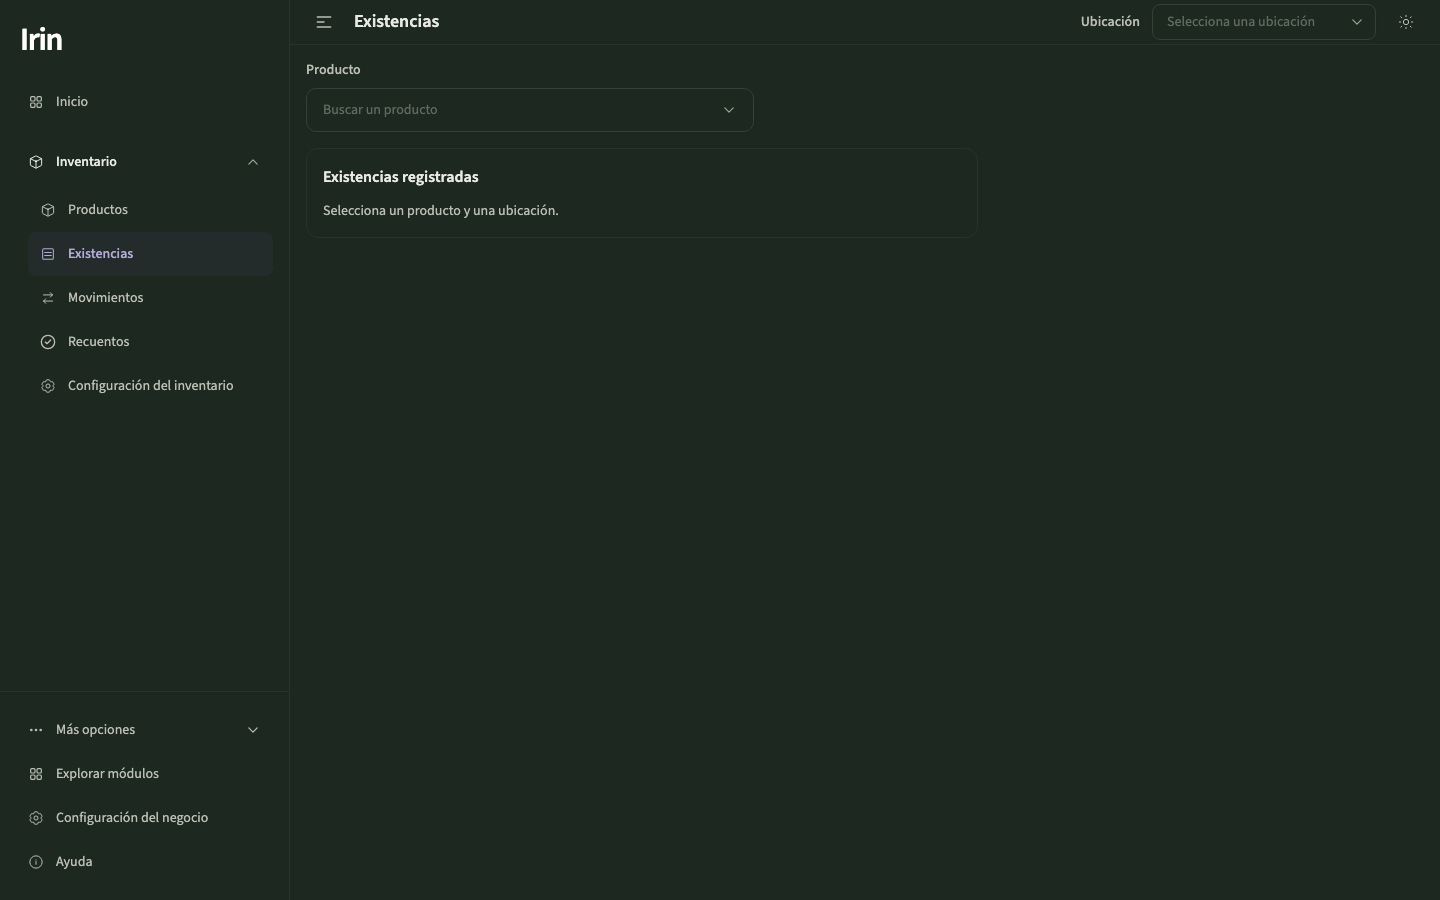 Irin
Inicio
Inventario
Productos
Existencias
Movimientos
Recuentos
Configuración del inventario
Más opciones
Explorar módulos
Configuración del negocio
Ayuda
Existencias
Ubicación
Selecciona una ubicación
Producto
Buscar un producto
Existencias registradas
Selecciona un producto y una ubicación.